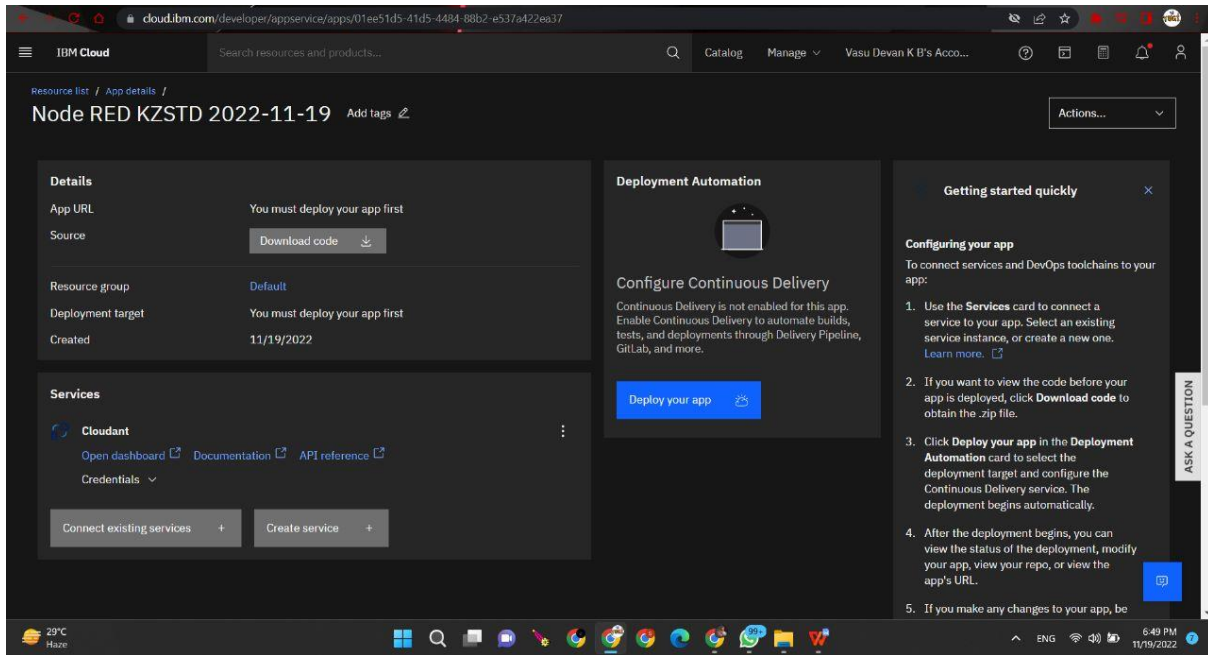 cloud.ibm.com/developer/appservice/apps/01ee51d5-41d5-4484-88b2-e537a422ea37
IBM Cloud
Search resources and products...
Catalog
Manage
Vasu Devan K B's Acco...
Resource list / App details /
Node RED KZSTD 2022-11-19
Add tags
Actions...
Details
App URL
You must deploy your app first
Source
Download code
Resource group
Default
Deployment target
You must deploy your app first
Created
11/19/2022
Services
Cloudant
Open dashboard
Documentation
API reference
Credentials
Connect existing services +
Create service +
Deployment Automation
Configure Continuous Delivery
Continuous Delivery is not enabled for this app.
Enable Continuous Delivery to automate builds,
tests, and deployments through Delivery Pipeline,
GitLab, and more.
Deploy your app
Getting started quickly
Configuring your app
To connect services and DevOps toolchains to your
app:
1. Use the Services card to connect a
service to your app. Select an existing
service instance, or create a new one.
Learn more.
2. If you want to view the code before your
app is deployed, click Download code to
obtain the .zip file.
3. Click Deploy your app in the Deployment
Automation card to select the
deployment target and configure the
Continuous Delivery service. The
deployment begins automatically.
4. After the deployment begins, you can
view the status of the deployment, modify
your app, view your repo, or view the
app's URL.
5. If you make any changes to your app, be
ASK A QUESTION
29°C
Haze
99+
ENG
6:49 PM
11/19/2022
7